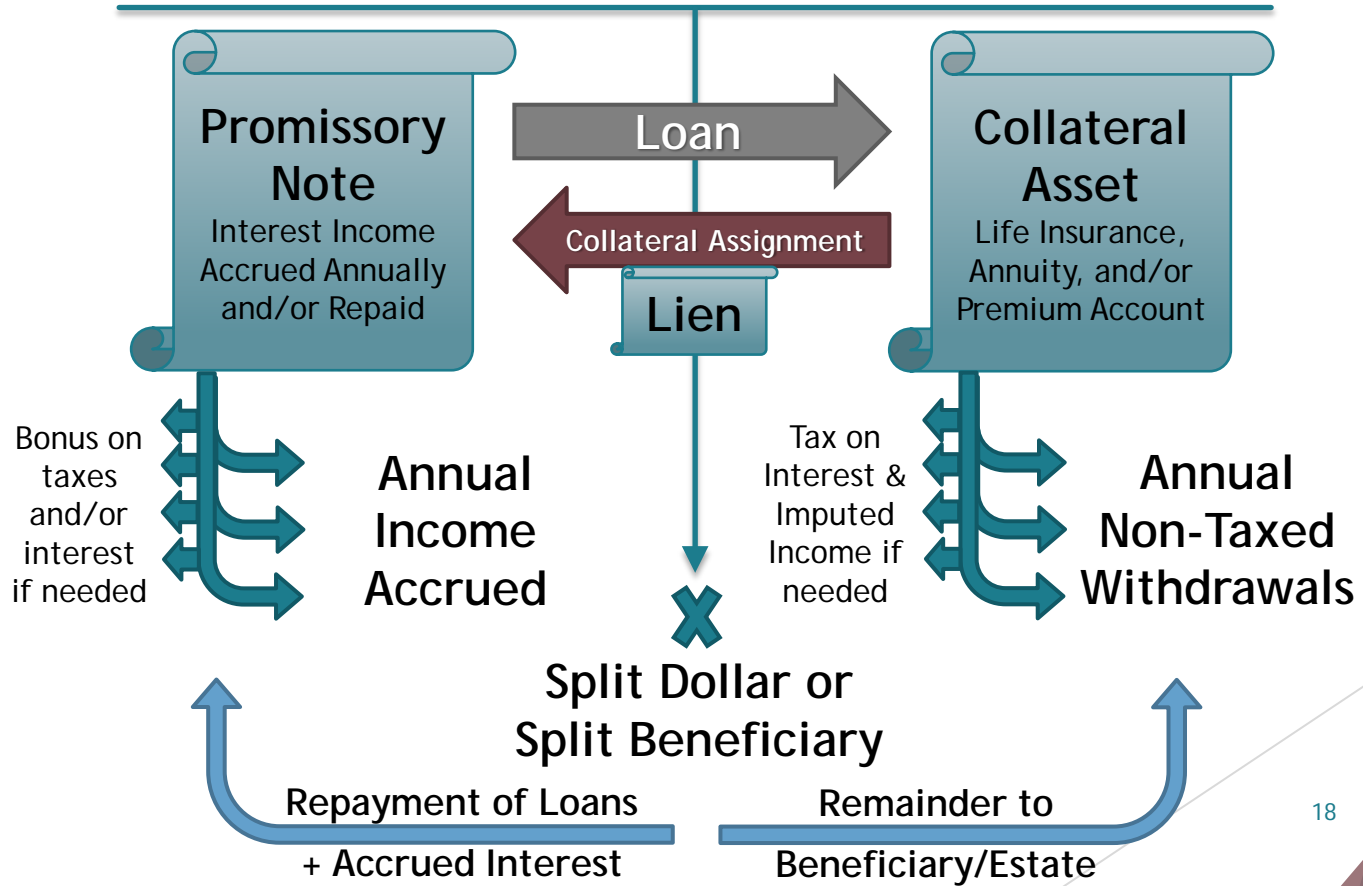 Promissory
Note
Interest Income
Accrued Annually
and/or Repaid
Loan
Collateral Assignment
Lien
Collateral
Asset
Life Insurance,
Annuity, and/or
Premium Account
Bonus on
taxes
and/or
interest
if needed
Annual
Income
Accrued
Tax on
Interest &
Imputed
Income if
needed
Annual
Non-Taxed
Withdrawals
Split Dollar or
Split Beneficiary
Repayment of Loans
+ Accrued Interest
Remainder to
Beneficiary/Estate
18